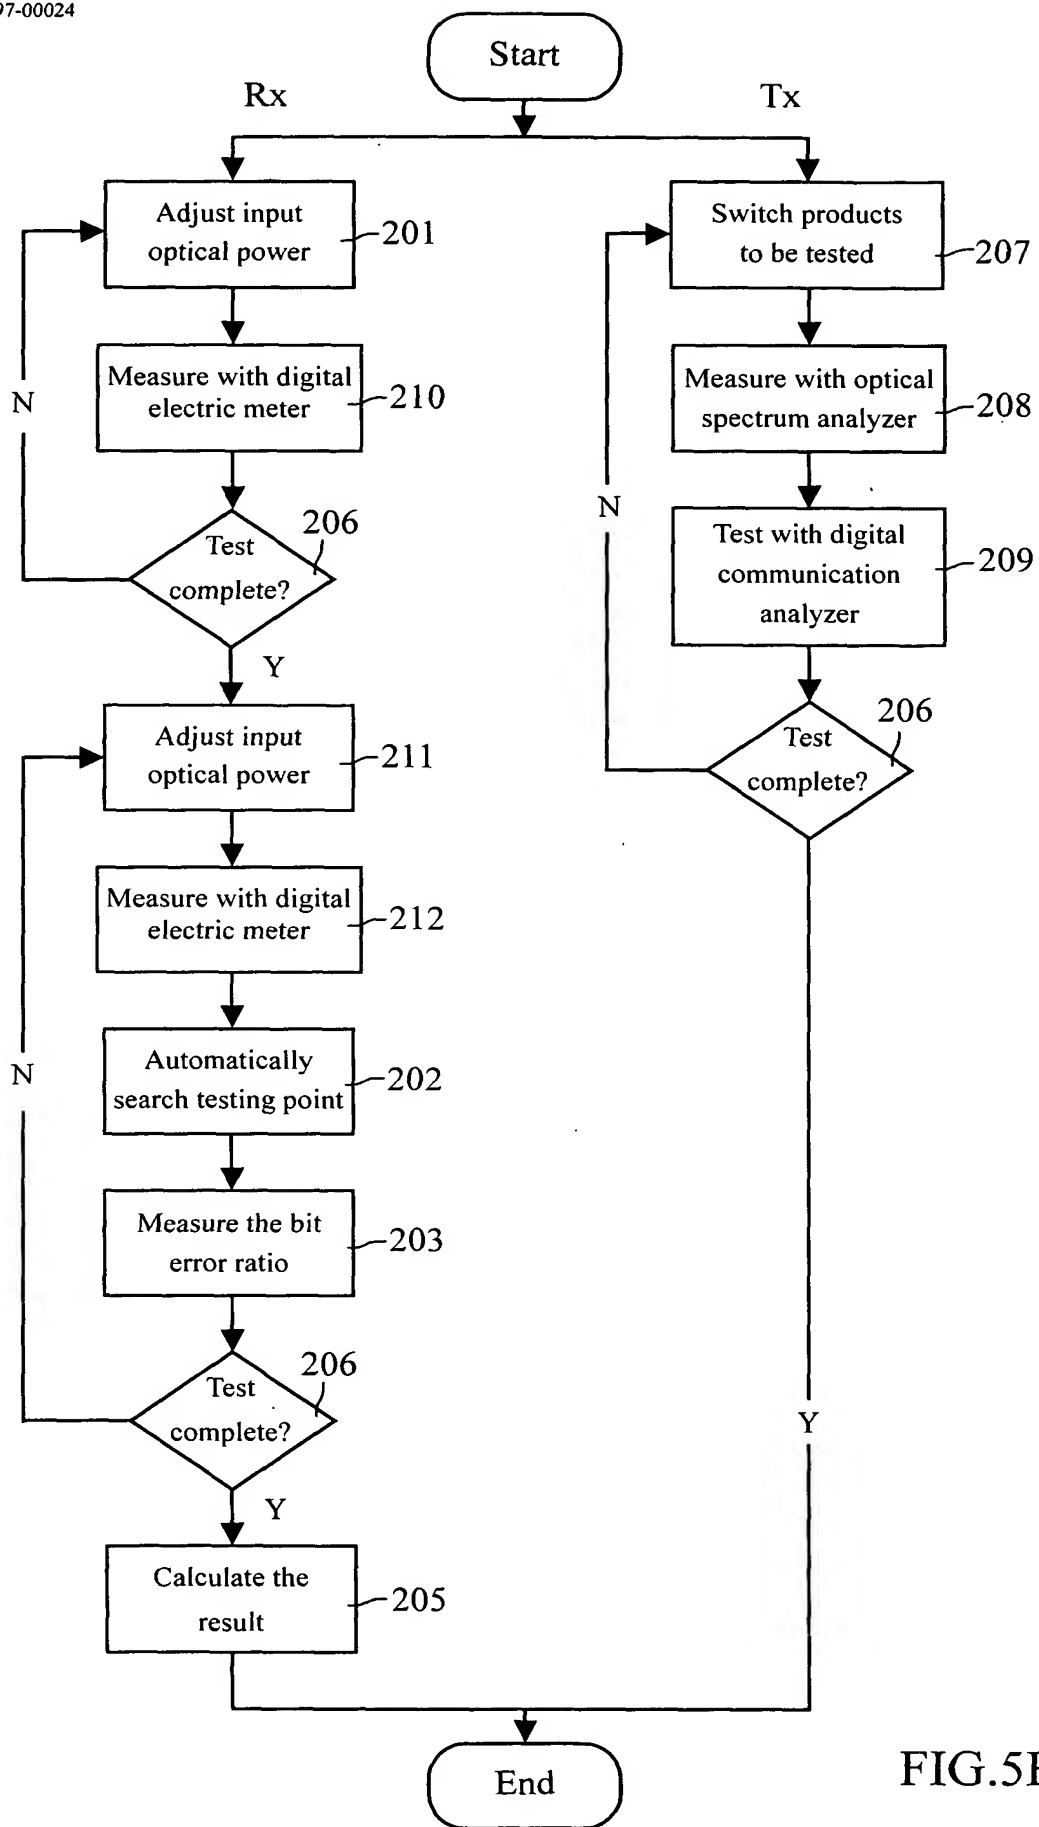 97-00024
Start
Rx
Tx
Adjust input
optical power
201
Measure with digital
electric meter
210
N
Test
complete?
206
Y
Adjust input
optical power
211
Measure with digital
electric meter
212
Automatically
search testing point
202
N
Measure the bit
error ratio
203
Test
complete?
206
Y
Calculate the
result
205
Switch products
to be tested
207
Measure with optical
spectrum analyzer
208
N
Test with digital
communication
analyzer
209
Test
complete?
206
Y
End